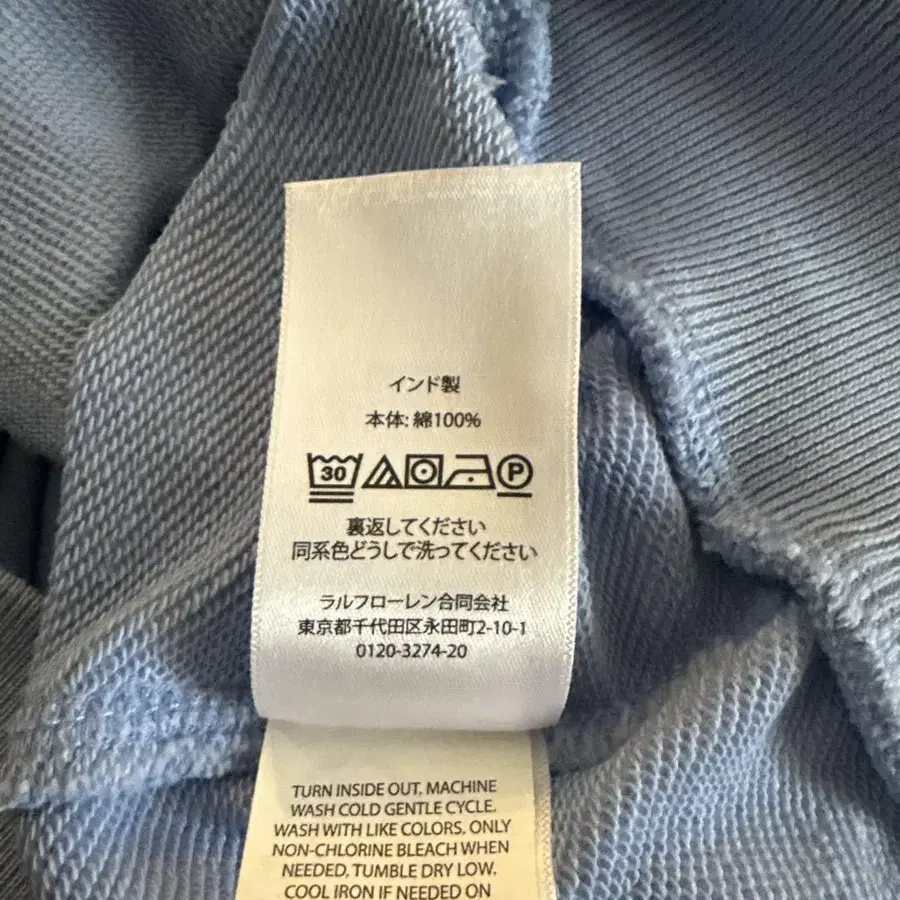 インド製
本体: 綿100%
30 P
裏返してください
同系色どうしで洗ってください
ラルフローレン合同会社
東京都千代田区永田町2-10-1
0120-3274-20
TURN INSIDE OUT. MACHINE
WASH COLD GENTLE CYCLE.
WASH WITH LIKE COLORS. ONLY
NON-CHLORINE BLEACH WHEN
NEEDED. TUMBLE DRY LOW.
COOL IRON IF NEEDED ON